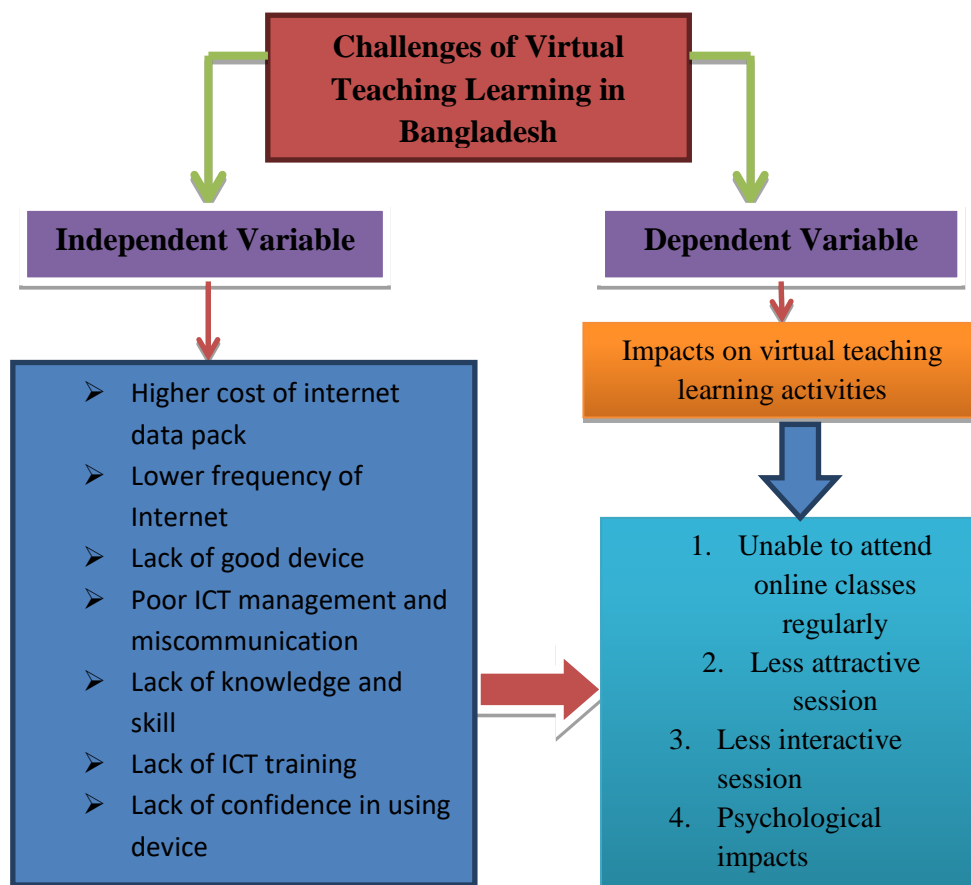 Challenges of Virtual
Teaching Learning in
Bangladesh
Independent Variable
Dependent Variable
➢ Higher cost of internet
data pack
➢ Lower frequency of
Internet
➢ Lack of good device
➢ Poor ICT management and
miscommunication
➢ Lack of knowledge and
skill
➢ Lack of ICT training
➢ Lack of confidence in using
device
Impacts on virtual teaching
learning activities
1. Unable to attend
online classes
regularly
2. Less attractive
session
3. Less interactive
session
4. Psychological
impacts